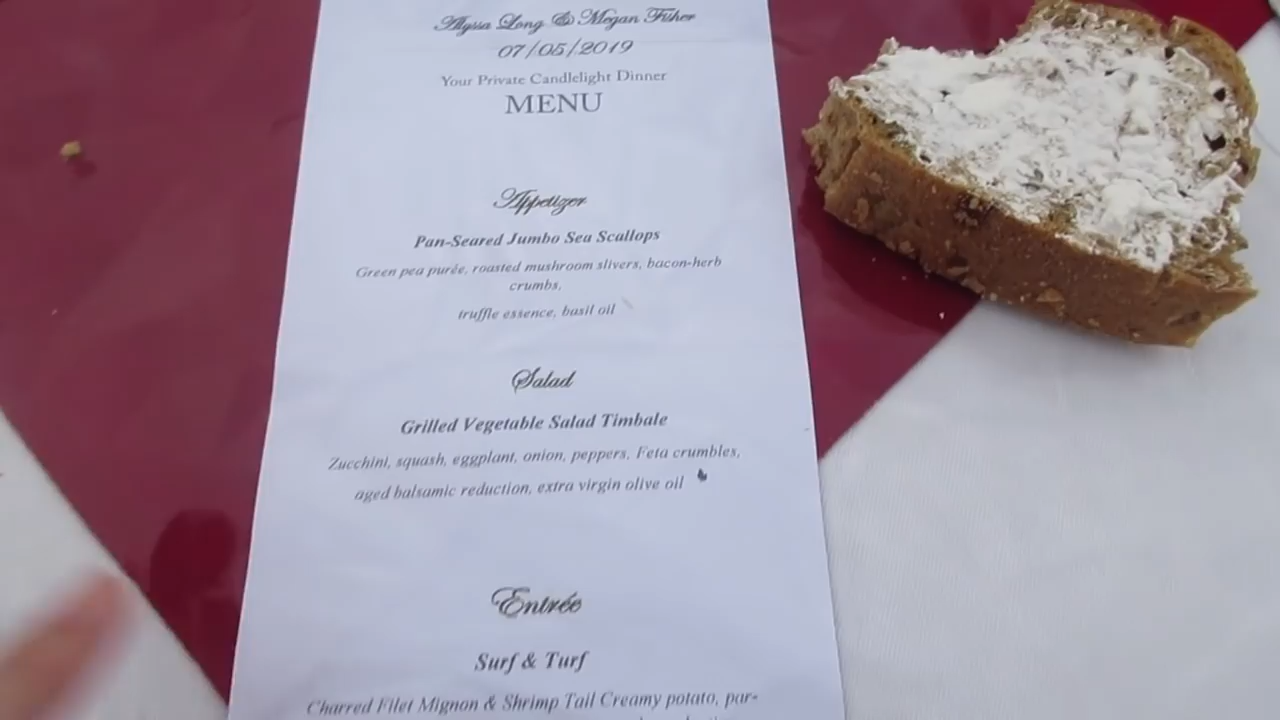 Alyssa Long & Megan Fisher
07/05/2019
Your Private Candlelight Dinner
MENU
Appetizer
Pan-Seared Jumbo Sea Scallops
Green pea purée, roasted mushroom slivers, bacon-herb
crumbs,
truffle essence, basil oil
Salad
Grilled Vegetable Salad Timbale
Zucchini, squash, eggplant, onion, peppers, Feta crumbles,
aged balsamic reduction, extra virgin olive oil
Entrée
Surf & Turf
Charred Filet Mignon & Shrimp Tail Creamy potato, par-